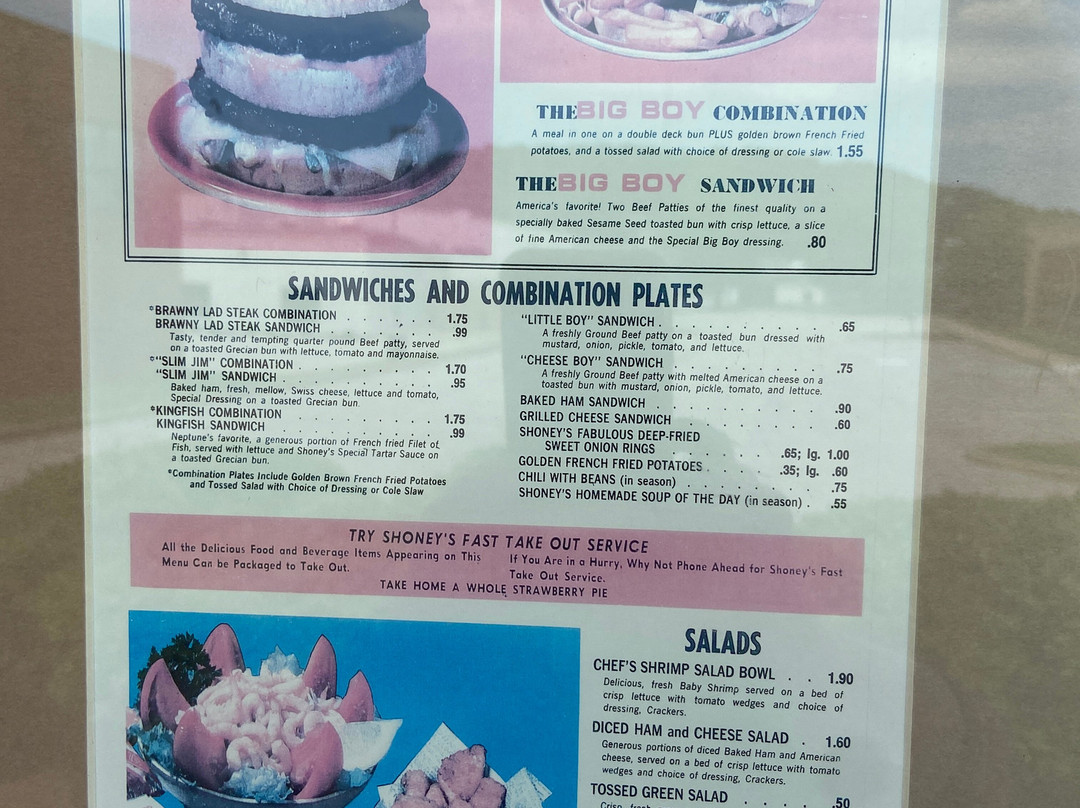 THE BIG BOY COMBINATION
A meal in one on a double deck bun PLUS golden brown French Fried
potatoes, and a tossed salad with choice of dressing or cole slaw. 1.55
THE BIG BOY SANDWICH
America's favorite! Two Beef Patties of the finest quality on a
specially baked Sesame Seed toasted bun with crisp lettuce, a slice
of fine American cheese and the Special Big Boy dressing. .80
SANDWICHES AND COMBINATION PLATES
*BRAWNY LAD STEAK COMBINATION . . . . . . 1.75
BRAWNY LAD STEAK SANDWICH . . . . . . .99
Tasty, tender and tempting quarter pound Beef patty, served
on a toasted Grecian bun with lettuce, tomato and mayonnaise.
*"SLIM JIM" COMBINATION . . . . . . . . 1.70
"SLIM JIM" SANDWICH . . . . . . . . .95
Baked ham, fresh, mellow, Swiss cheese, lettuce and tomato,
Special Dressing on a toasted Grecian bun.
*KINGFISH COMBINATION . . . . . . . . 1.75
KINGFISH SANDWICH . . . . . . . . . .99
Neptune's favorite, a generous portion of French fried Filet of
Fish, served with lettuce and Shoney's Special Tartar Sauce on
a toasted Grecian bun.
*Combination Plates Include Golden Brown French Fried Potatoes
and Tossed Salad with Choice of Dressing or Cole Slaw
"LITTLE BOY" SANDWICH . . . . . . . . . .65
A freshly Ground Beef patty on a toasted bun dressed with
mustard, onion, pickle, tomato, and lettuce.
"CHEESE BOY" SANDWICH . . . . . . . . . .75
A freshly Ground Beef patty with melted American cheese on a
toasted bun with mustard, onion, pickle, tomato, and lettuce.
BAKED HAM SANDWICH . . . . . . . . . .90
GRILLED CHEESE SANDWICH . . . . . . . . .60
SHONEY'S FABULOUS DEEP-FRIED
SWEET ONION RINGS . . . . . . .65; lg. 1.00
GOLDEN FRENCH FRIED POTATOES . . . . .35; lg. .60
CHILI WITH BEANS (in season) . . . . . . . .75
SHONEY'S HOMEMADE SOUP OF THE DAY (in season) . .55
TRY SHONEY'S FAST TAKE OUT SERVICE
All the Delicious Food and Beverage Items Appearing on This
Menu Can be Packaged to Take Out.
If You Are in a Hurry, Why Not Phone Ahead for Shoney's Fast
Take Out Service.
TAKE HOME A WHOLE STRAWBERRY PIE
SALADS
CHEF'S SHRIMP SALAD BOWL . . 1.90
Delicious, fresh Baby Shrimp served on a bed of
crisp lettuce with tomato wedges and choice of
dressing, Crackers.
DICED HAM and CHEESE SALAD . 1.60
Generous portions of diced Baked Ham and American
cheese, served on a bed of crisp lettuce with tomato
wedges and choice of dressing, Crackers.
TOSSED GREEN SALAD . . . . .50